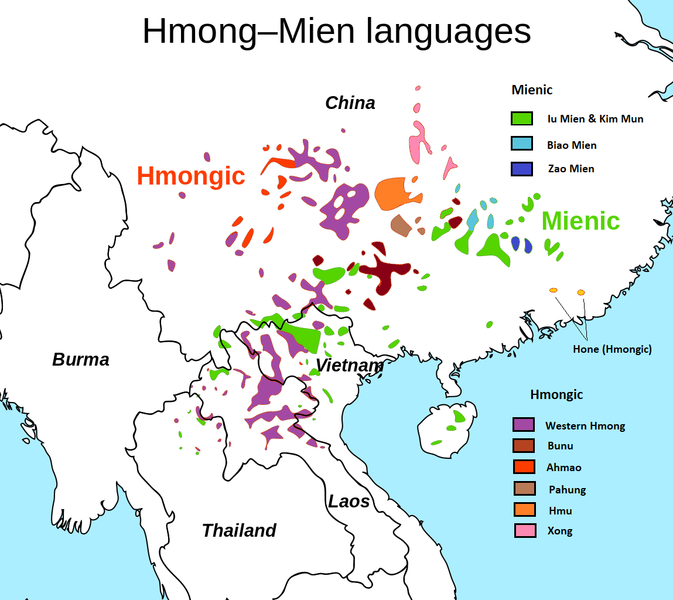 Hmong–Mien languages
China
Mienic
Iu Mien & Kim Mun
Biao Mien
Zao Mien
Hmongic
Mienic
Hone (Hmongic)
Burma
Vietnam
Hmongic
Western Hmong
Bunu
Ahmao
Pahung
Hmu
Xong
Laos
Thailand